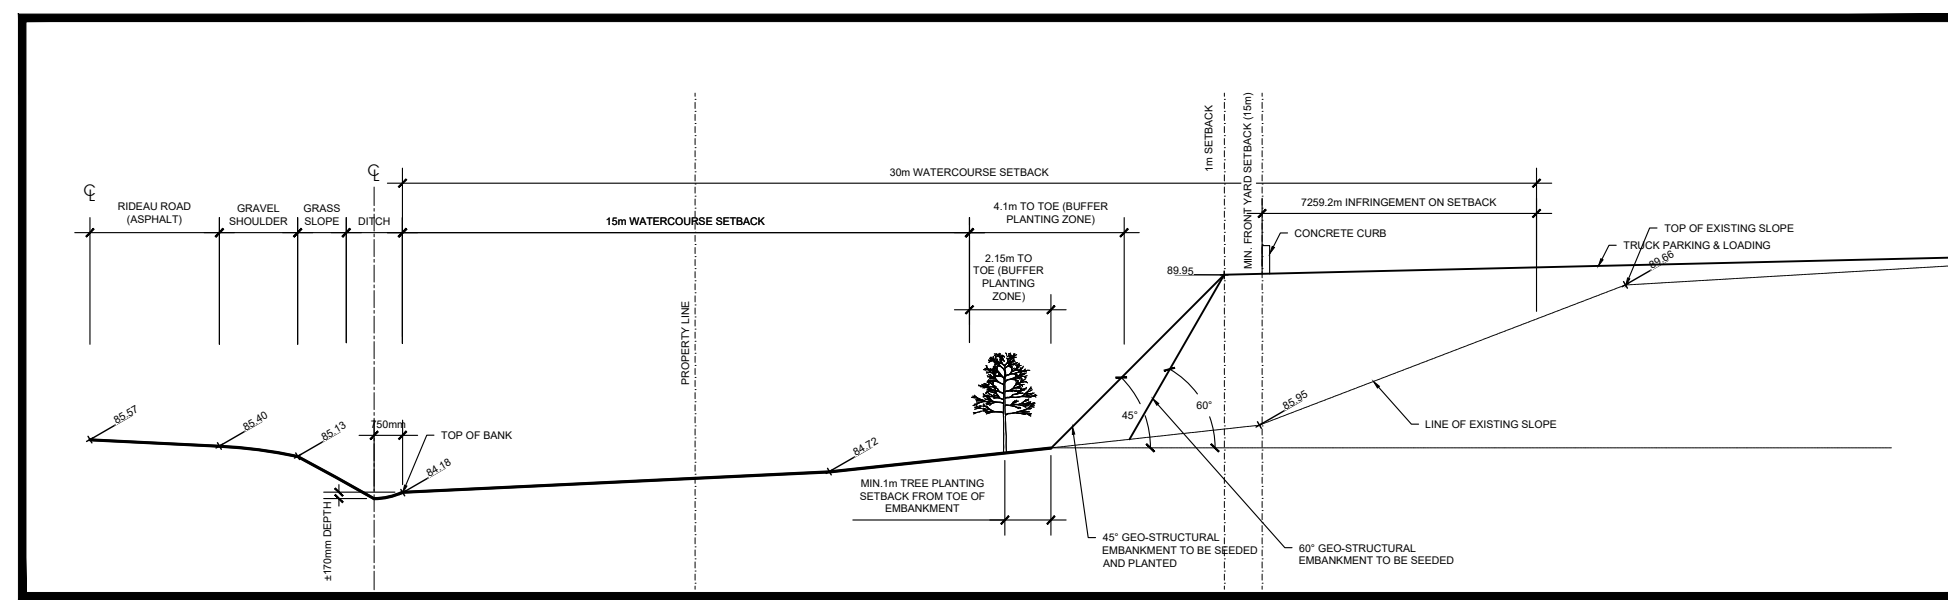 ℄
℄
RIDEAU ROAD
(ASPHALT)
GRAVEL
SHOULDER
GRASS
SLOPE
DITCH
30m WATERCOURSE SETBACK
15m WATERCOURSE SETBACK
4.1m TO TOE (BUFFER
PLANTING ZONE)
2.15m TO
TOE (BUFFER
PLANTING
ZONE)
1m SETBACK
MIN. FRONT YARD SETBACK (15m)
7259.2m INFRINGEMENT ON SETBACK
CONCRETE CURB
TOP OF EXISTING SLOPE
TRUCK PARKING & LOADING
89.66
89.95
PROPERTY LINE
85.57
85.40
85.13
750mm
TOP OF BANK
84.18
84.72
45°
60°
85.95
LINE OF EXISTING SLOPE
±170mm DEPTH
MIN.1m TREE PLANTING
SETBACK FROM TOE OF
EMBANKMENT
45° GEO-STRUCTURAL
EMBANKMENT TO BE SEEDED
AND PLANTED
60° GEO-STRUCTURAL
EMBANKMENT TO BE SEEDED